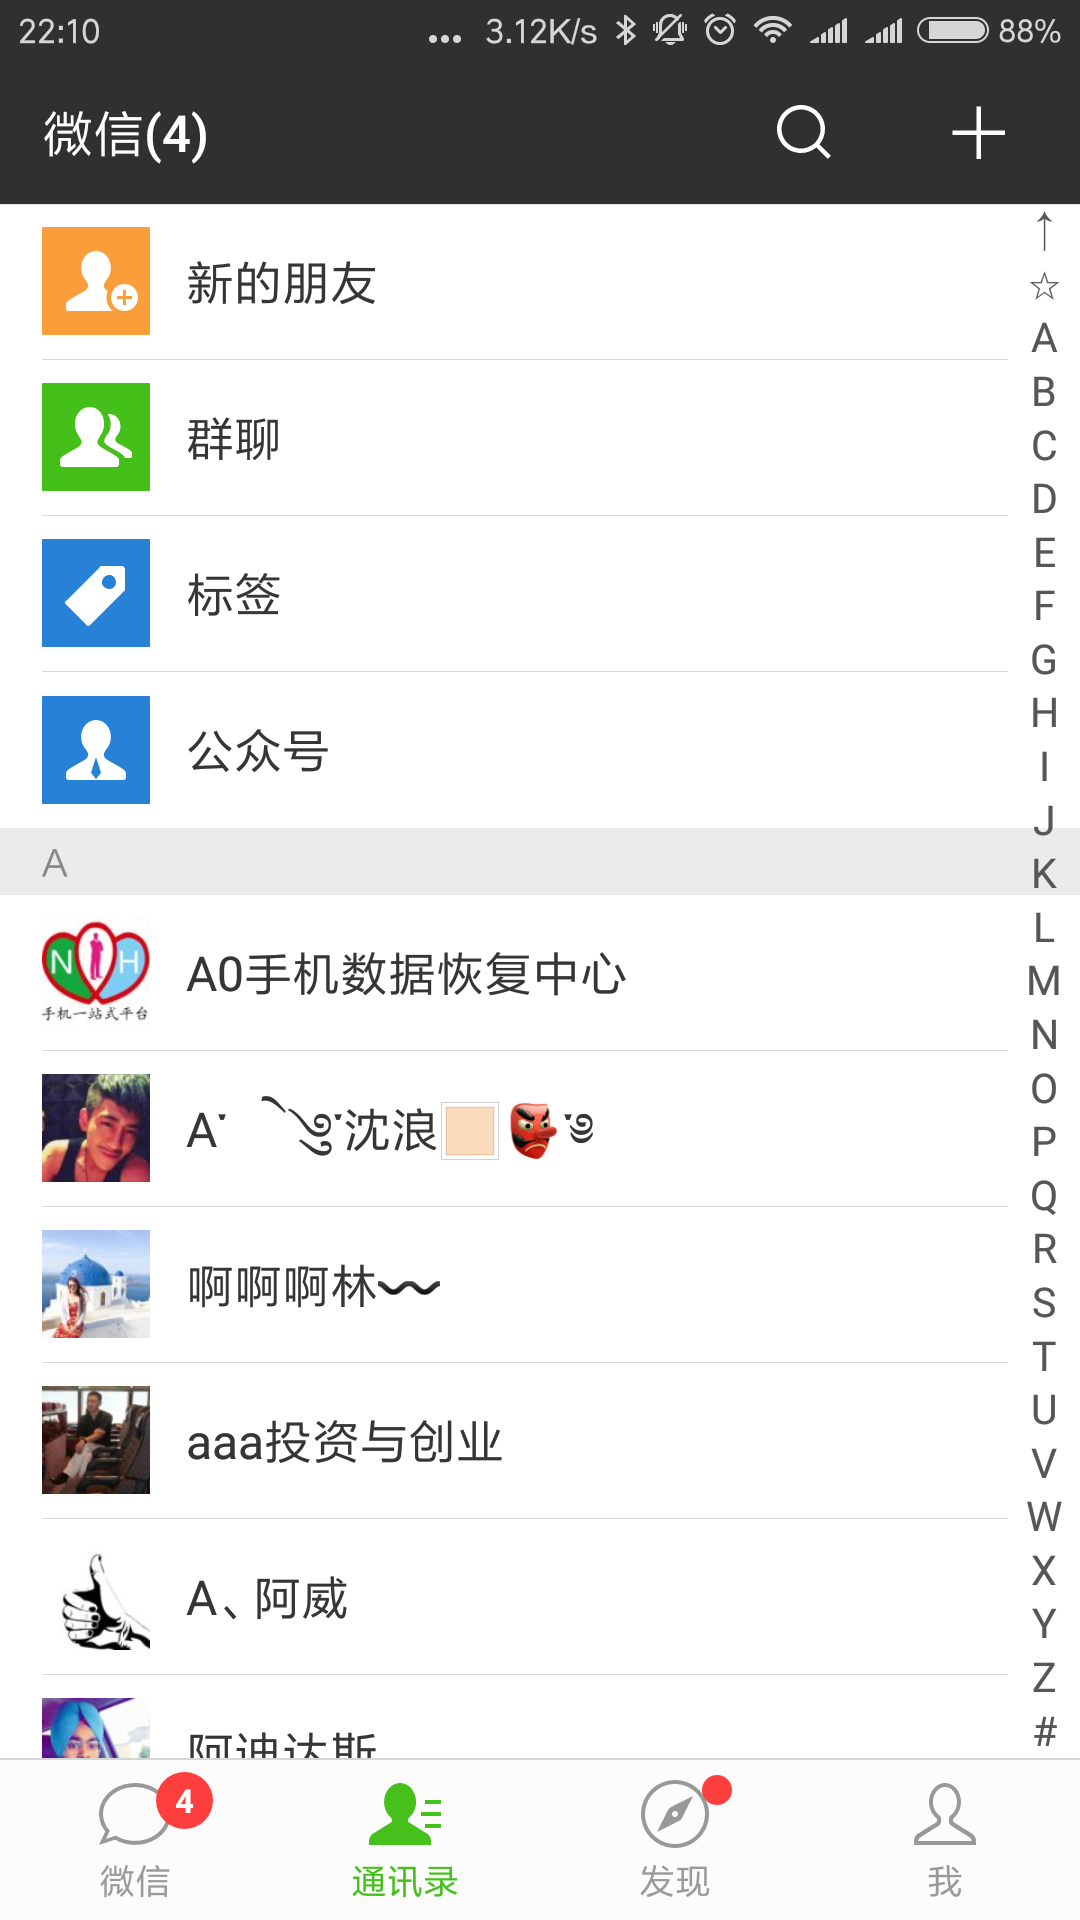 22:10
... 3.12K/s 88%
微信(4)
新的朋友
群聊
标签
公众号
A
N H
手机一站式平台
A0手机数据恢复中心
A 沈浪
啊啊啊林
aaa投资与创业
A、阿威
阿迪达斯
↑
☆
A
B
C
D
E
F
G
H
I
J
K
L
M
N
O
P
Q
R
S
T
U
V
W
X
Y
Z
#
4
微信
通讯录
发现
我